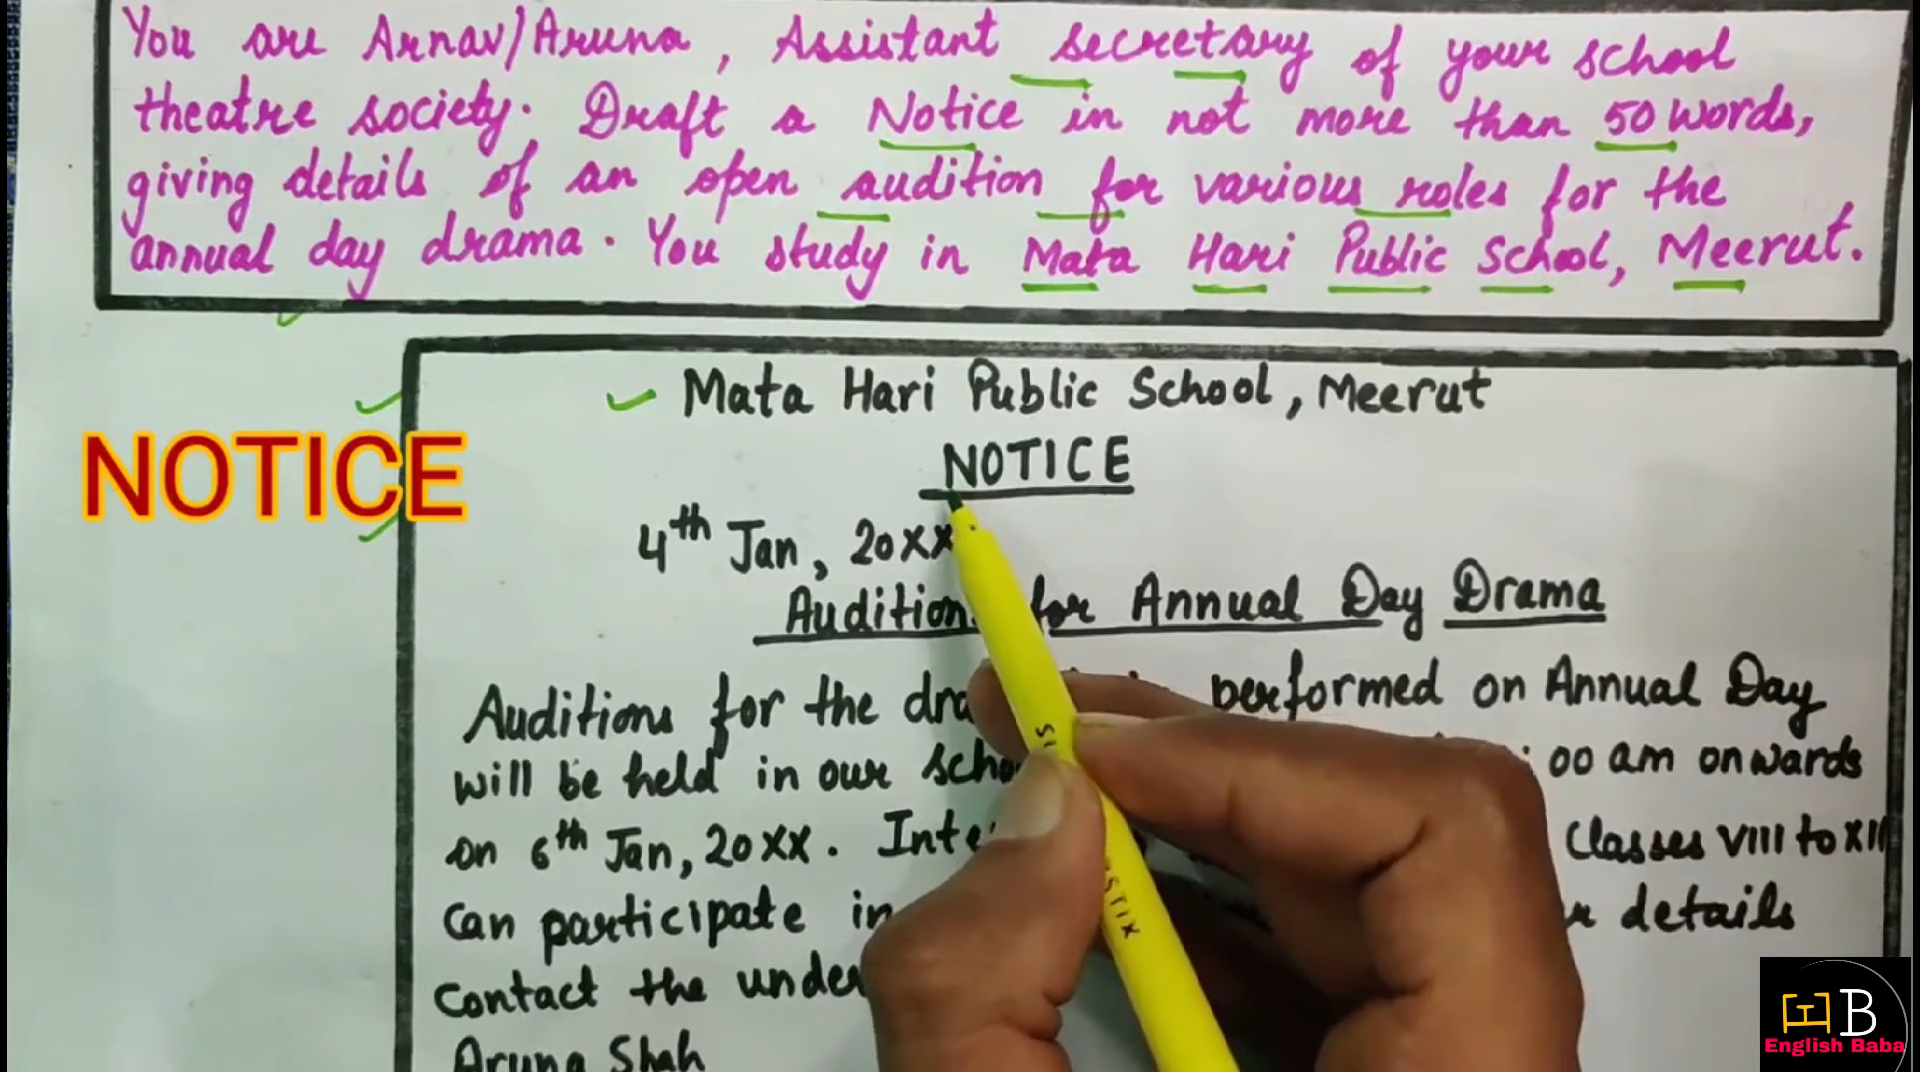 You are Arnav/Aruna, Assistant secretary of your school
theatre society. Draft a Notice in not more than 50 words,
giving details of an open audition for various roles for the
annual day drama. You study in Mata Hari Public School, Meerut.
Mata Hari Public School, Meerut
NOTICE
NOTICE
4th Jan, 20xx
Audition for Annual Day Drama
Auditions for the performed on Annual Day
will be held in our 00 am onwards
on 6th Jan, 20xx. Classes VIII to XII
can participate in details
contact the
Aruna Shah
STIX
HB
English Baba